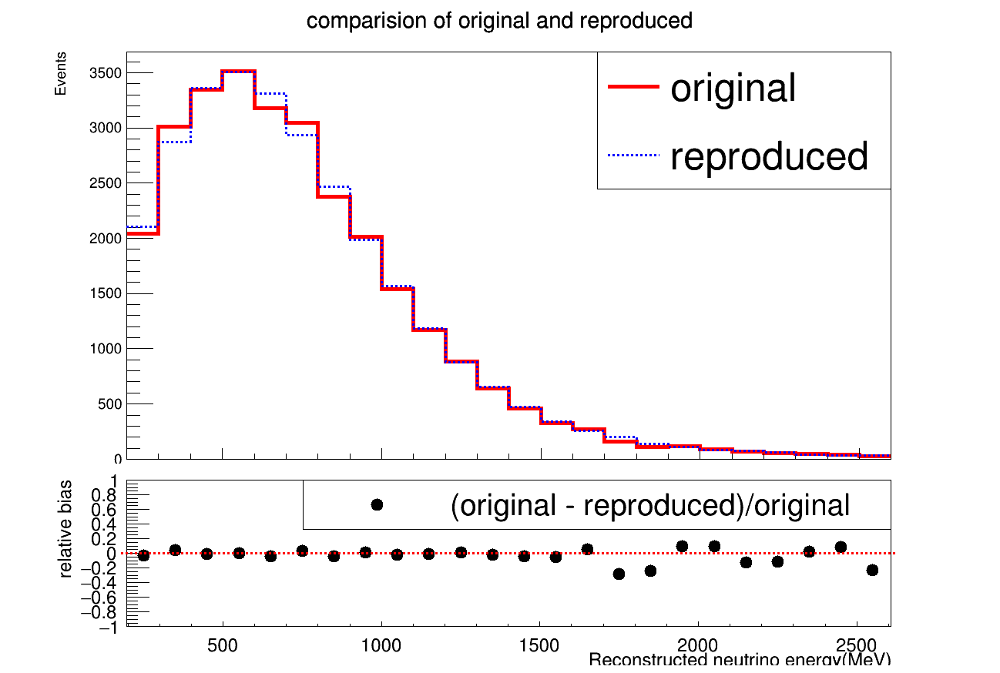 comparision of original and reproduced
Events
3500
3000
2500
2000
1500
1000
500
0
original
reproduced
relative bias
1
0.8
0.6
0.4
0.2
0
−0.2
−0.4
−0.6
−0.8
−1
(original - reproduced)/original
500 1000 1500 2000 2500
Reconstructed neutrino energy(MeV)